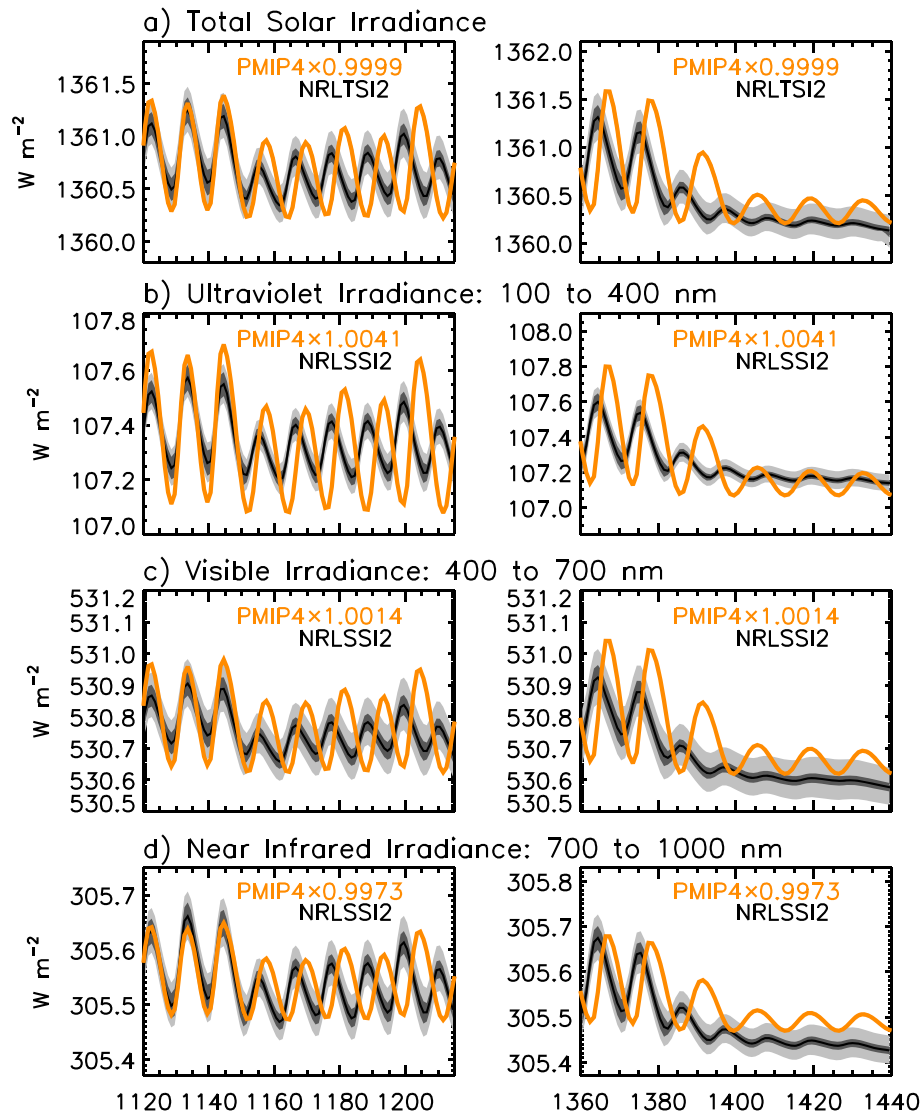 a) Total Solar Irradiance
PMIP4×0.9999
NRLTSI2
1361.5
1361.0
1360.5
1360.0
W m−2
PMIP4×0.9999
NRLTSI2
1362.0
1361.5
1361.0
1360.5
1360.0
b) Ultraviolet Irradiance: 100 to 400 nm
PMIP4×1.0041
NRLSSI2
107.8
107.6
107.4
107.2
107.0
W m−2
PMIP4×1.0041
NRLSSI2
108.0
107.8
107.6
107.4
107.2
107.0
c) Visible Irradiance: 400 to 700 nm
PMIP4×1.0014
NRLSSI2
531.2
531.1
531.0
530.9
530.8
530.7
530.6
530.5
W m−2
PMIP4×1.0014
NRLSSI2
531.2
531.1
531.0
530.9
530.8
530.7
530.6
530.5
d) Near Infrared Irradiance: 700 to 1000 nm
PMIP4×0.9973
NRLSSI2
305.7
305.6
305.5
305.4
W m−2
PMIP4×0.9973
NRLSSI2
305.8
305.7
305.6
305.5
305.4
1120 1140 1160 1180 1200
1360 1380 1400 1420 1440